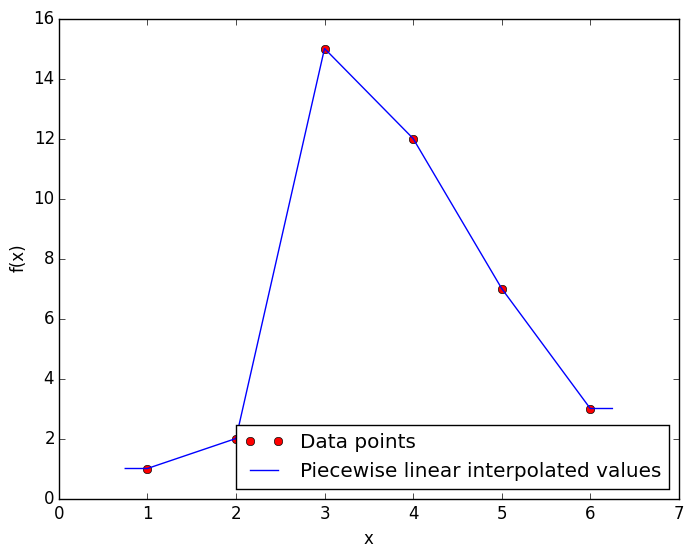 16
14
12
10
8
6
4
2
0
f(x)
Data points
Piecewise linear interpolated values
0 1 2 3 4 5 6 7
x